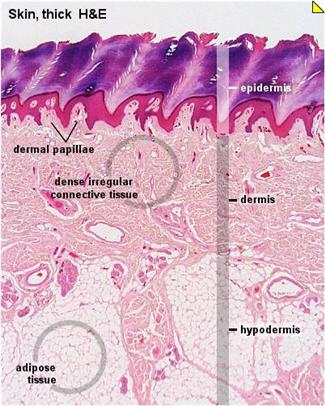 Skin, thick H&E
epidermis
dermal papillae
dense irregular
connective tissue
dermis
hypodermis
adipose
tissue